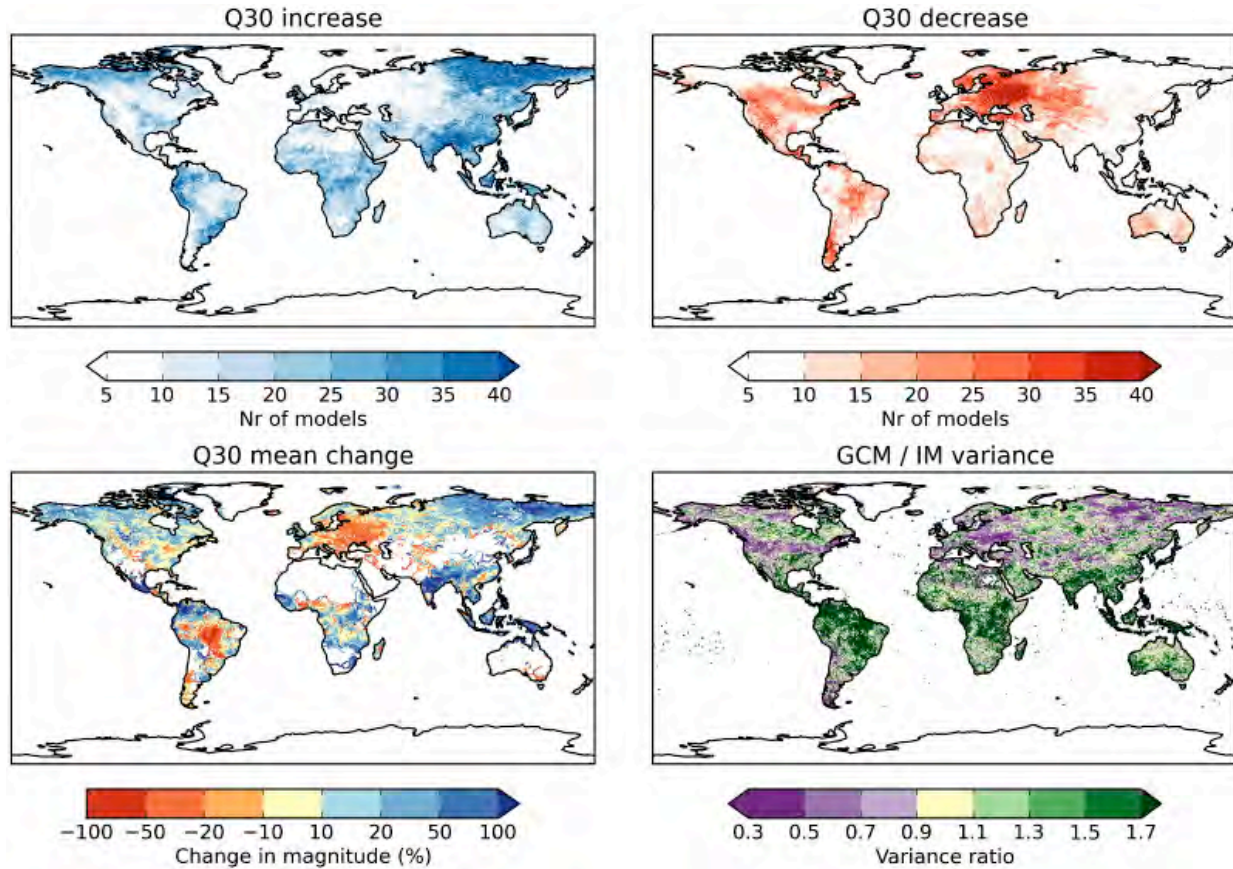 Q30 increase
Q30 decrease
5 10 15 20 25 30 35 40
Nr of models
5 10 15 20 25 30 35 40
Nr of models
Q30 mean change
GCM / IM variance
−100 −50 −20 −10 10 20 50 100
Change in magnitude (%)
0.3 0.5 0.7 0.9 1.1 1.3 1.5 1.7
Variance ratio